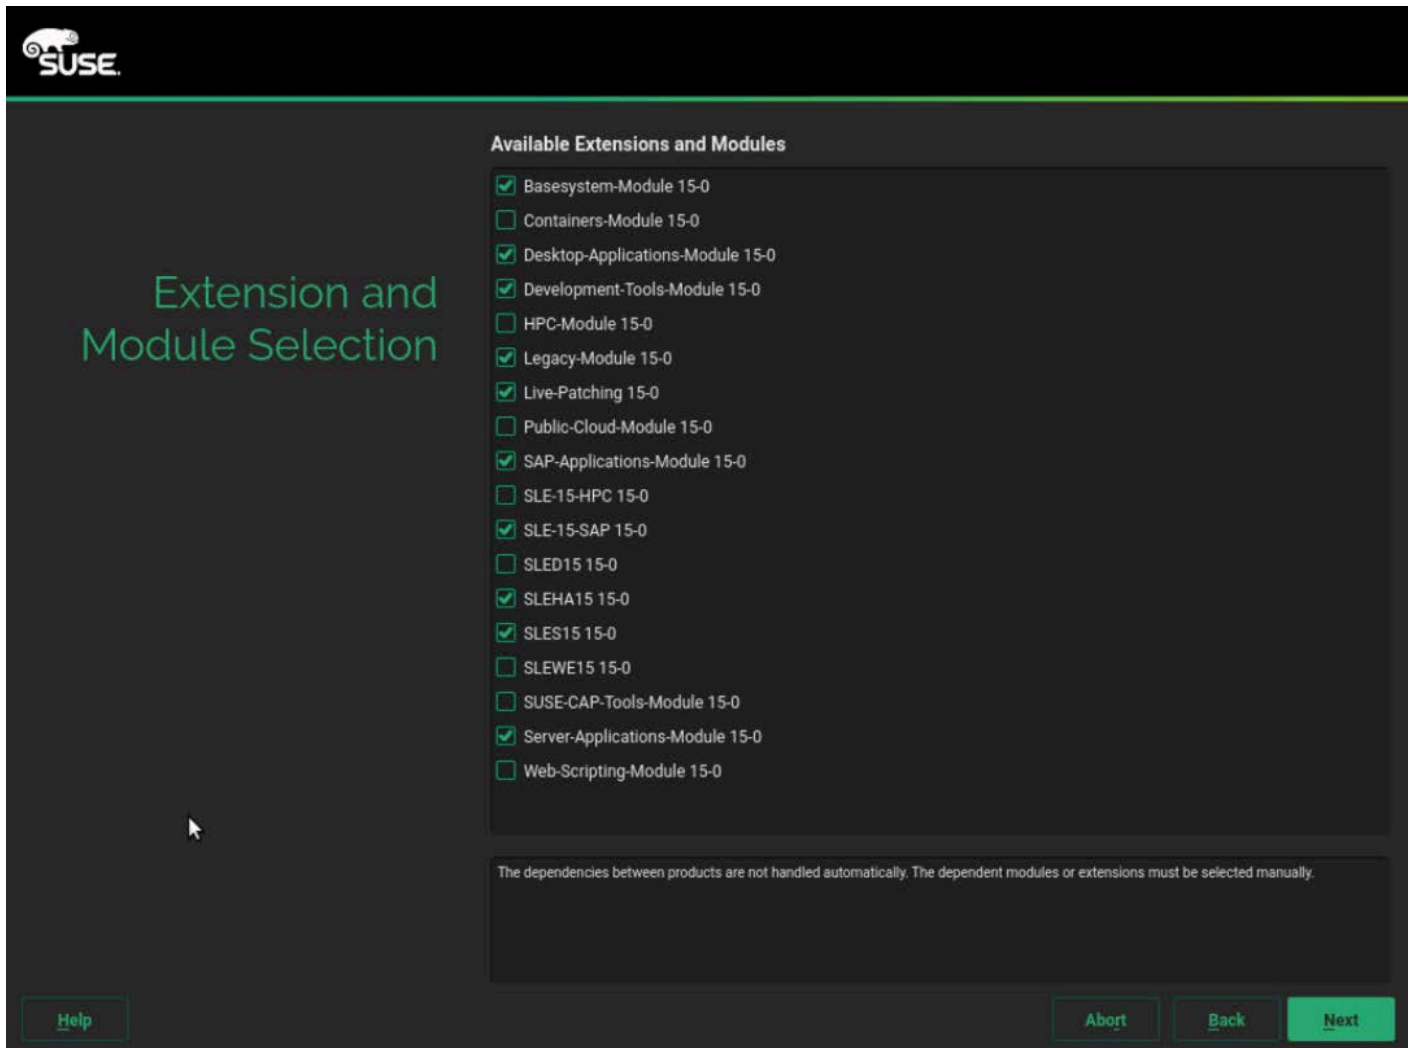 SUSE.
Available Extensions and Modules
Extension and
Module Selection
Basesystem-Module 15-0
Containers-Module 15-0
Desktop-Applications-Module 15-0
Development-Tools-Module 15-0
HPC-Module 15-0
Legacy-Module 15-0
Live-Patching 15-0
Public-Cloud-Module 15-0
SAP-Applications-Module 15-0
SLE-15-HPC 15-0
SLE-15-SAP 15-0
SLED15 15-0
SLEHA15 15-0
SLES15 15-0
SLEWE15 15-0
SUSE-CAP-Tools-Module 15-0
Server-Applications-Module 15-0
Web-Scripting-Module 15-0
The dependencies between products are not handled automatically. The dependent modules or extensions must be selected manually.
Help
Abort
Back
Next